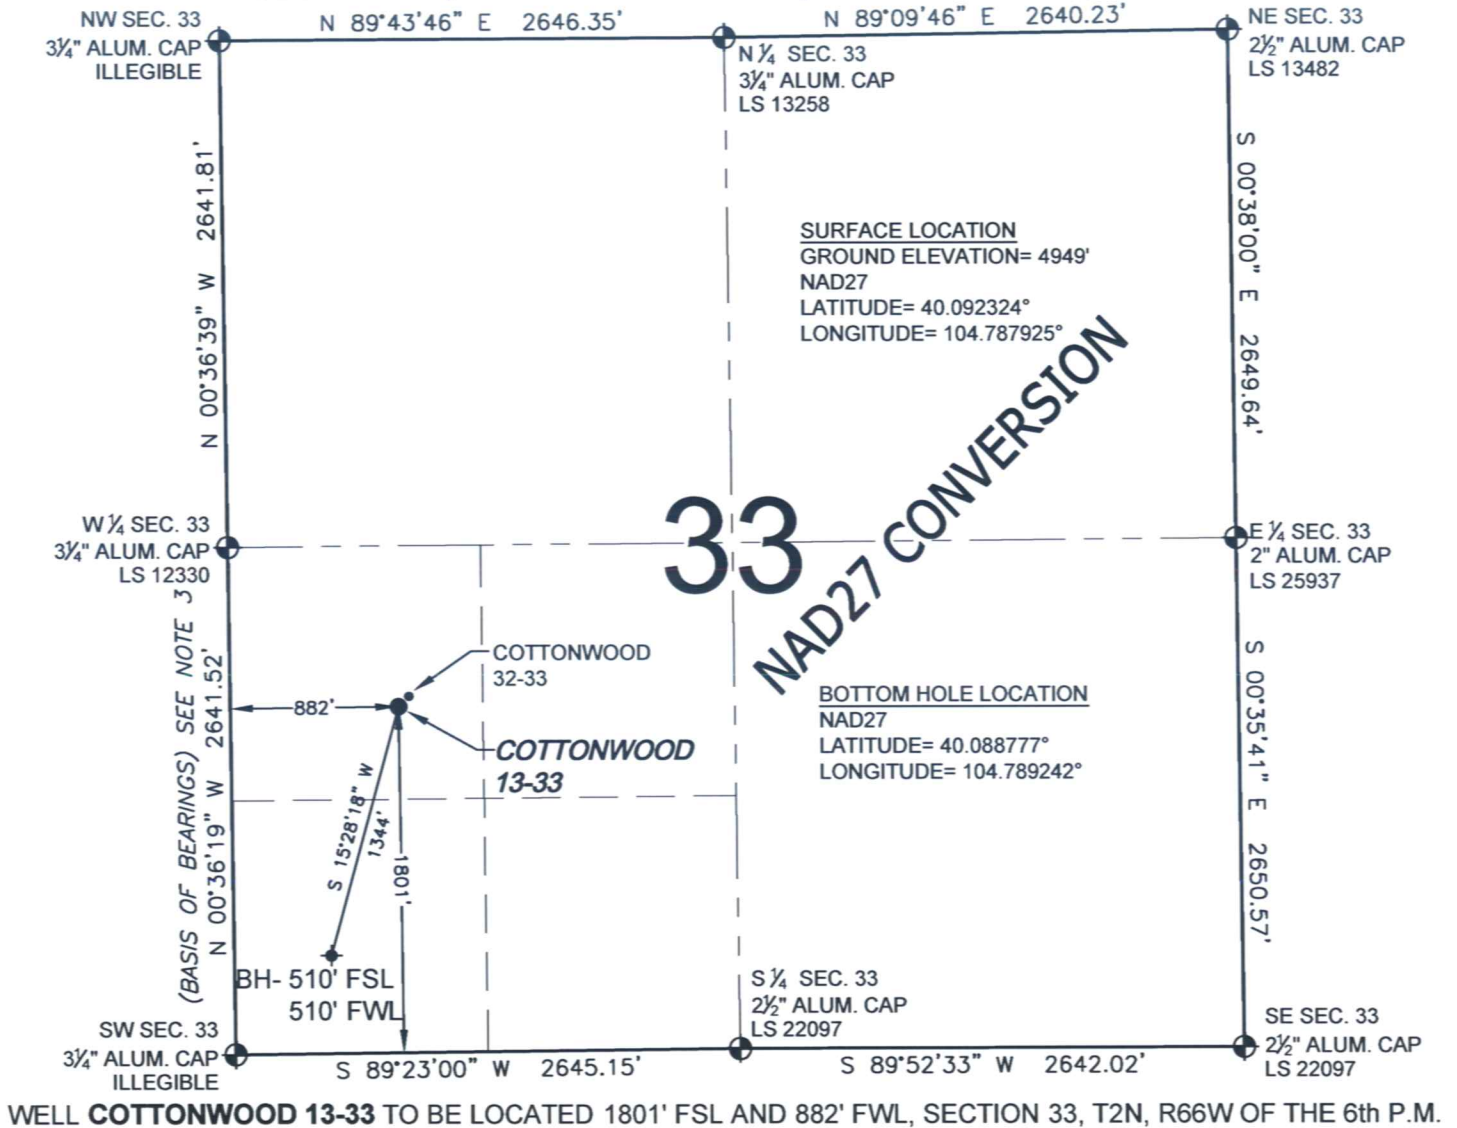 NW SEC. 33
3¼" ALUM. CAP
ILLEGIBLE
N 89°43'46" E 2646.35'
N 89°09'46" E 2640.23'
NE SEC. 33
2½" ALUM. CAP
LS 13482
N ¼ SEC. 33
3¼" ALUM. CAP
LS 13258
N 00°36'39" W 2641.81'
S 00°38'00" E 2649.64'
SURFACE LOCATION
GROUND ELEVATION= 4949'
NAD27
LATITUDE= 40.092324°
LONGITUDE= 104.787925°
NAD27 CONVERSION
33
W ¼ SEC. 33
3¼" ALUM. CAP
LS 12330
E ¼ SEC. 33
2" ALUM. CAP
LS 25937
(BASIS OF BEARINGS) SEE NOTE 3
N 00°36'19" W 2641.52'
COTTONWOOD
32-33
882'
COTTONWOOD
13-33
S 15°28'18" W
1344'
1801'
BOTTOM HOLE LOCATION
NAD27
LATITUDE= 40.088777°
LONGITUDE= 104.789242°
S 00°35'41" E 2650.57'
BH- 510' FSL
510' FWL
SW SEC. 33
3¼" ALUM. CAP
ILLEGIBLE
S 89°23'00" W 2645.15'
S ¼ SEC. 33
2½" ALUM. CAP
LS 22097
S 89°52'33" W 2642.02'
SE SEC. 33
2½" ALUM. CAP
LS 22097
WELL COTTONWOOD 13-33 TO BE LOCATED 1801' FSL AND 882' FWL, SECTION 33, T2N, R66W OF THE 6th P.M.